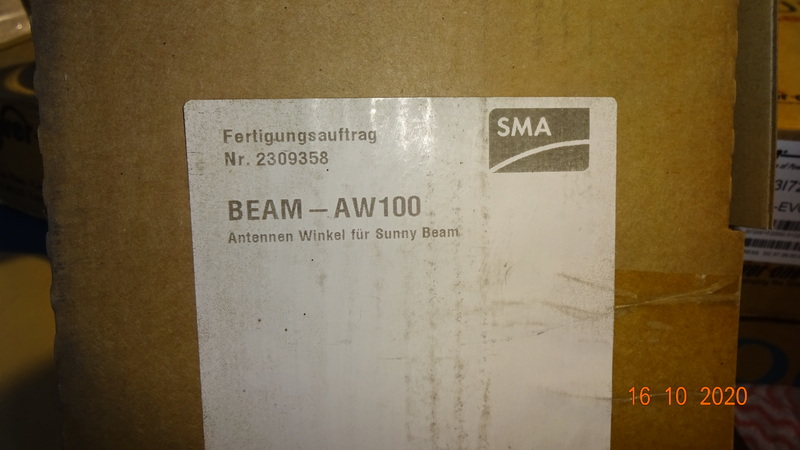 SMA
Fertigungsauftrag
Nr. 2309358
BEAM – AW100
Antennen Winkel für Sunny Beam
16 10 2020